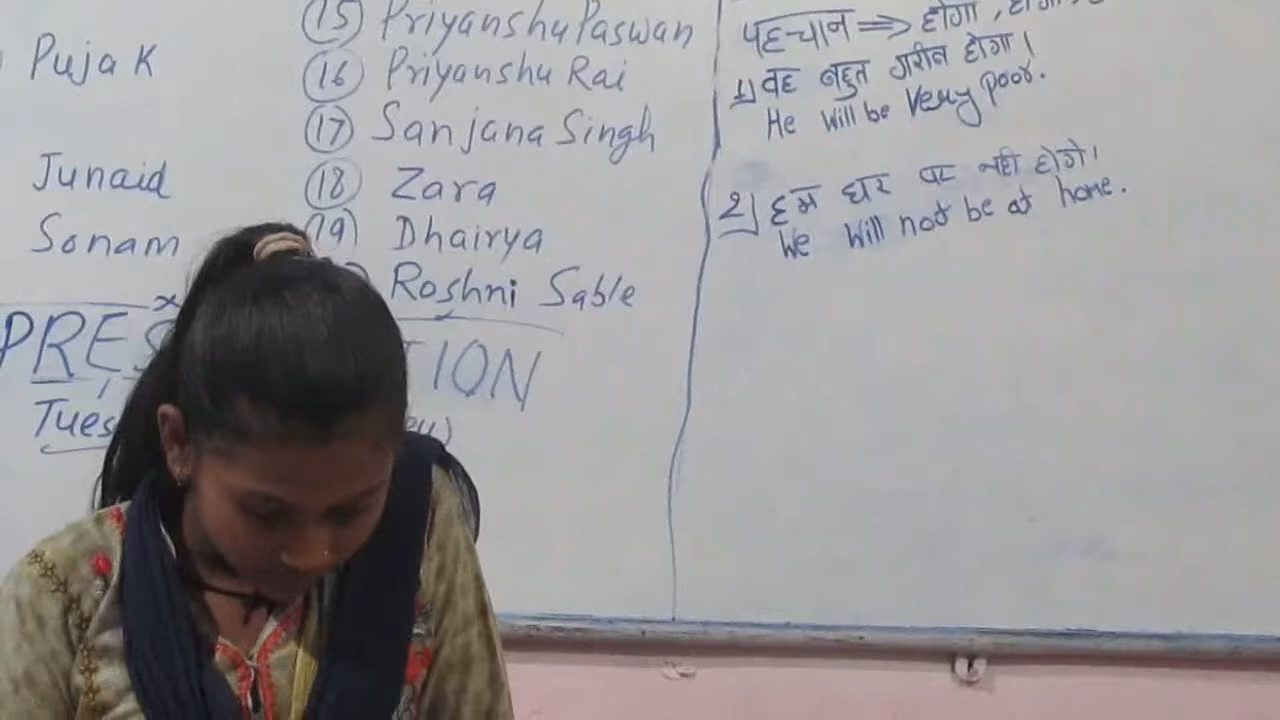 Puja K
Junaid
Sonam
(15) Priyanshu Paswan
(16) Priyanshu Rai
(17) Sanjana Singh
(18) Zara
(19) Dhairya
Roshni Sable
TION
पहचान ⇒ होगा,
1) वह बहुत गरीब होगा।
He will be very poor.
2) हम घर पर नही होगे।
We will not be at home.